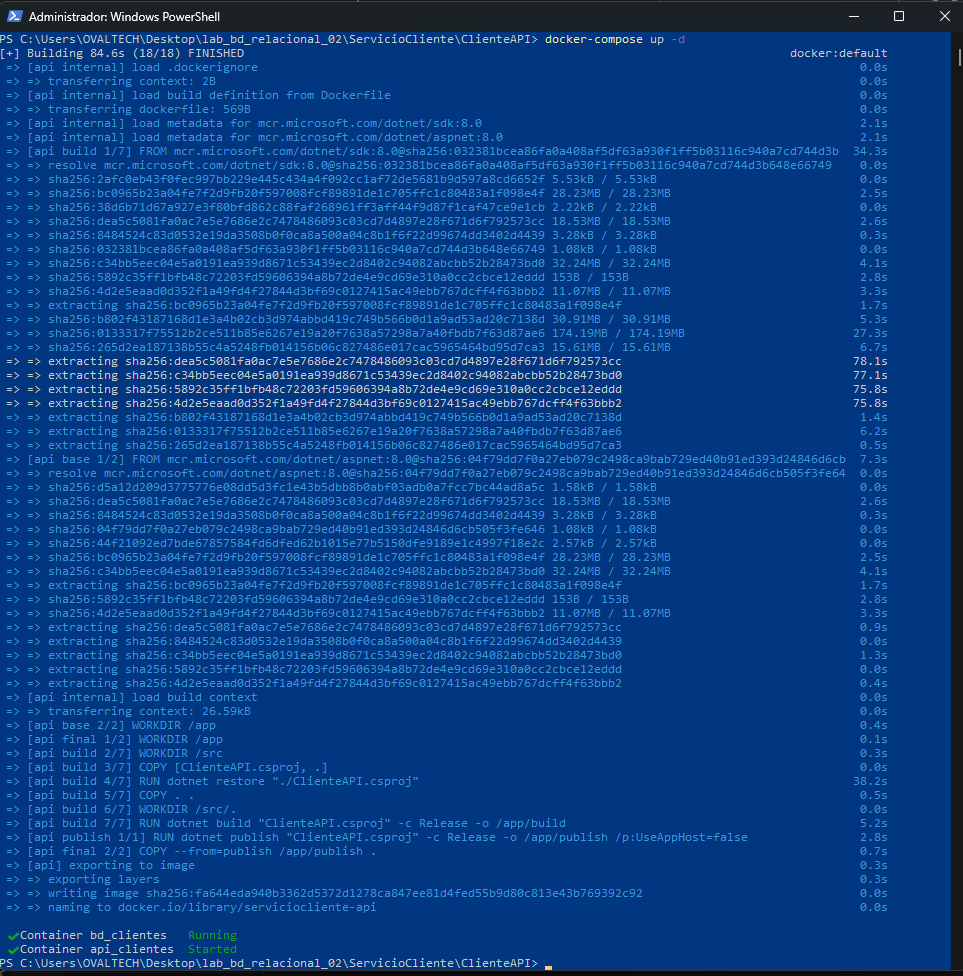 Administrador: Windows PowerShell
PS C:\Users\OVALTECH\Desktop\lab_bd_relacional_02\ServicioCliente\ClienteAPI> docker-compose up -d
[+] Building 84.6s (18/18) FINISHED docker:default
=> [api internal] load .dockerignore 0.0s
=> => transferring context: 2B 0.0s
=> [api internal] load build definition from Dockerfile 0.0s
=> => transferring dockerfile: 569B 0.0s
=> [api internal] load metadata for mcr.microsoft.com/dotnet/sdk:8.0 2.1s
=> [api internal] load metadata for mcr.microsoft.com/dotnet/aspnet:8.0 2.1s
=> [api build 1/7] FROM mcr.microsoft.com/dotnet/sdk:8.0@sha256:032381bcea86fa0a408af5df63a930f1ff5b03116c940a7cd744d3b 34.3s
=> => resolve mcr.microsoft.com/dotnet/sdk:8.0@sha256:032381bcea86fa0a408af5df63a930f1ff5b03116c940a7cd744d3b648e66749 0.0s
=> => sha256:2afc0eb43f0fec997bb229e445c434a4f092cc1af72de5681b9d597a8cd6652f 5.53kB / 5.53kB 0.0s
=> => sha256:bc0965b23a04fe7f2d9fb20f597008fcf89891de1c705ffc1c80483a1f098e4f 28.23MB / 28.23MB 2.5s
=> => sha256:38d6b71d67a927e3f80bfd862c88faf268961ff3aff44f9d87f1caf47ce9e1cb 2.22kB / 2.22kB 0.0s
=> => sha256:dea5c5081fa0ac7e5e7686e2c7478486093c03cd7d4897e28f671d6f792573cc 18.53MB / 18.53MB 2.6s
=> => sha256:8484524c83d0532e19da3508b0f0ca8a500a04c8b1f6f22d99674dd3402d4439 3.28kB / 3.28kB 0.3s
=> => sha256:032381bcea86fa0a408af5df63a930f1ff5b03116c940a7cd744d3b648e66749 1.08kB / 1.08kB 0.0s
=> => sha256:c34bb5eec04e5a0191ea939d8671c53439ec2d8402c94082abcbb52b28473bd0 32.24MB / 32.24MB 4.1s
=> => sha256:5892c35ff1bfb48c72203fd59606394a8b72de4e9cd69e310a0cc2cbce12eddd 153B / 153B 2.8s
=> => sha256:4d2e5eaad0d352f1a49fd4f27844d3bf69c0127415ac49ebb767dcff4f63bbb2 11.07MB / 11.07MB 3.3s
=> => extracting sha256:bc0965b23a04fe7f2d9fb20f597008fcf89891de1c705ffc1c80483a1f098e4f 1.7s
=> => sha256:b802f43187168d1e3a4b02cb3d974abbd419c749b566b0d1a9ad53ad20c7138d 30.91MB / 30.91MB 5.3s
=> => sha256:0133317f75512b2ce511b85e6267e19a20f7638a57298a7a40fbdb7f63d87ae6 174.19MB / 174.19MB 27.3s
=> => sha256:265d2ea187138b55c4a5248fb014156b06c827486e017cac5965464bd95d7ca3 15.61MB / 15.61MB 6.7s
=> => extracting sha256:dea5c5081fa0ac7e5e7686e2c7478486093c03cd7d4897e28f671d6f792573cc 78.1s
=> => extracting sha256:c34bb5eec04e5a0191ea939d8671c53439ec2d8402c94082abcbb52b28473bd0 77.1s
=> => extracting sha256:5892c35ff1bfb48c72203fd59606394a8b72de4e9cd69e310a0cc2cbce12eddd 75.8s
=> => extracting sha256:4d2e5eaad0d352f1a49fd4f27844d3bf69c0127415ac49ebb767dcff4f63bbb2 75.8s
=> => extracting sha256:b802f43187168d1e3a4b02cb3d974abbd419c749b566b0d1a9ad53ad20c7138d 1.4s
=> => extracting sha256:0133317f75512b2ce511b85e6267e19a20f7638a57298a7a40fbdb7f63d87ae6 6.2s
=> => extracting sha256:265d2ea187138b55c4a5248fb014156b06c827486e017cac5965464bd95d7ca3 0.5s
=> [api base 1/2] FROM mcr.microsoft.com/dotnet/aspnet:8.0@sha256:04f79dd7f0a27eb079c2498ca9bab729ed40b91ed393d24846d6cb 7.3s
=> => resolve mcr.microsoft.com/dotnet/aspnet:8.0@sha256:04f79dd7f0a27eb079c2498ca9bab729ed40b91ed393d24846d6cb505f3fe64 0.0s
=> => sha256:d5a12d209d3775776e08dd5d3fc1e43b5dbb8b0abf03adb0a7fcc7bc44ad8a5c 1.58kB / 1.58kB 0.0s
=> => sha256:dea5c5081fa0ac7e5e7686e2c7478486093c03cd7d4897e28f671d6f792573cc 18.53MB / 18.53MB 2.6s
=> => sha256:8484524c83d0532e19da3508b0f0ca8a500a04c8b1f6f22d99674dd3402d4439 3.28kB / 3.28kB 0.3s
=> => sha256:04f79dd7f0a27eb079c2498ca9bab729ed40b91ed393d24846d6cb505f3fe646 1.08kB / 1.08kB 0.0s
=> => sha256:44f21092ed7bde67857584fd6dfed62b1015e77b5150dfe9189e1c4997f18e2c 2.57kB / 2.57kB 0.0s
=> => sha256:bc0965b23a04fe7f2d9fb20f597008fcf89891de1c705ffc1c80483a1f098e4f 28.23MB / 28.23MB 2.5s
=> => sha256:c34bb5eec04e5a0191ea939d8671c53439ec2d8402c94082abcbb52b28473bd0 32.24MB / 32.24MB 4.1s
=> => extracting sha256:bc0965b23a04fe7f2d9fb20f597008fcf89891de1c705ffc1c80483a1f098e4f 1.7s
=> => sha256:5892c35ff1bfb48c72203fd59606394a8b72de4e9cd69e310a0cc2cbce12eddd 153B / 153B 2.8s
=> => sha256:4d2e5eaad0d352f1a49fd4f27844d3bf69c0127415ac49ebb767dcff4f63bbb2 11.07MB / 11.07MB 3.3s
=> => extracting sha256:dea5c5081fa0ac7e5e7686e2c7478486093c03cd7d4897e28f671d6f792573cc 0.9s
=> => extracting sha256:8484524c83d0532e19da3508b0f0ca8a500a04c8b1f6f22d99674dd3402d4439 0.0s
=> => extracting sha256:c34bb5eec04e5a0191ea939d8671c53439ec2d8402c94082abcbb52b28473bd0 1.3s
=> => extracting sha256:5892c35ff1bfb48c72203fd59606394a8b72de4e9cd69e310a0cc2cbce12eddd 0.0s
=> => extracting sha256:4d2e5eaad0d352f1a49fd4f27844d3bf69c0127415ac49ebb767dcff4f63bbb2 0.4s
=> [api internal] load build context 0.0s
=> => transferring context: 26.59kB 0.0s
=> [api base 2/2] WORKDIR /app 0.4s
=> [api final 1/2] WORKDIR /app 0.1s
=> [api build 2/7] WORKDIR /src 0.3s
=> [api build 3/7] COPY [ClienteAPI.csproj, .] 0.0s
=> [api build 4/7] RUN dotnet restore "./ClienteAPI.csproj" 38.2s
=> [api build 5/7] COPY . . 0.5s
=> [api build 6/7] WORKDIR /src/. 0.0s
=> [api build 7/7] RUN dotnet build "ClienteAPI.csproj" -c Release -o /app/build 5.2s
=> [api publish 1/1] RUN dotnet publish "ClienteAPI.csproj" -c Release -o /app/publish /p:UseAppHost=false 2.8s
=> [api final 2/2] COPY --from=publish /app/publish . 0.7s
=> [api] exporting to image 0.3s
=> => exporting layers 0.3s
=> => writing image sha256:fa644eda940b3362d5372d1278ca847ee81d4fed55b9d80c813e43b769392c92 0.0s
=> => naming to docker.io/library/serviciocliente-api 0.0s
✔Container bd_clientes Running
✔Container api_clientes Started
PS C:\Users\OVALTECH\Desktop\lab_bd_relacional_02\ServicioCliente\ClienteAPI>